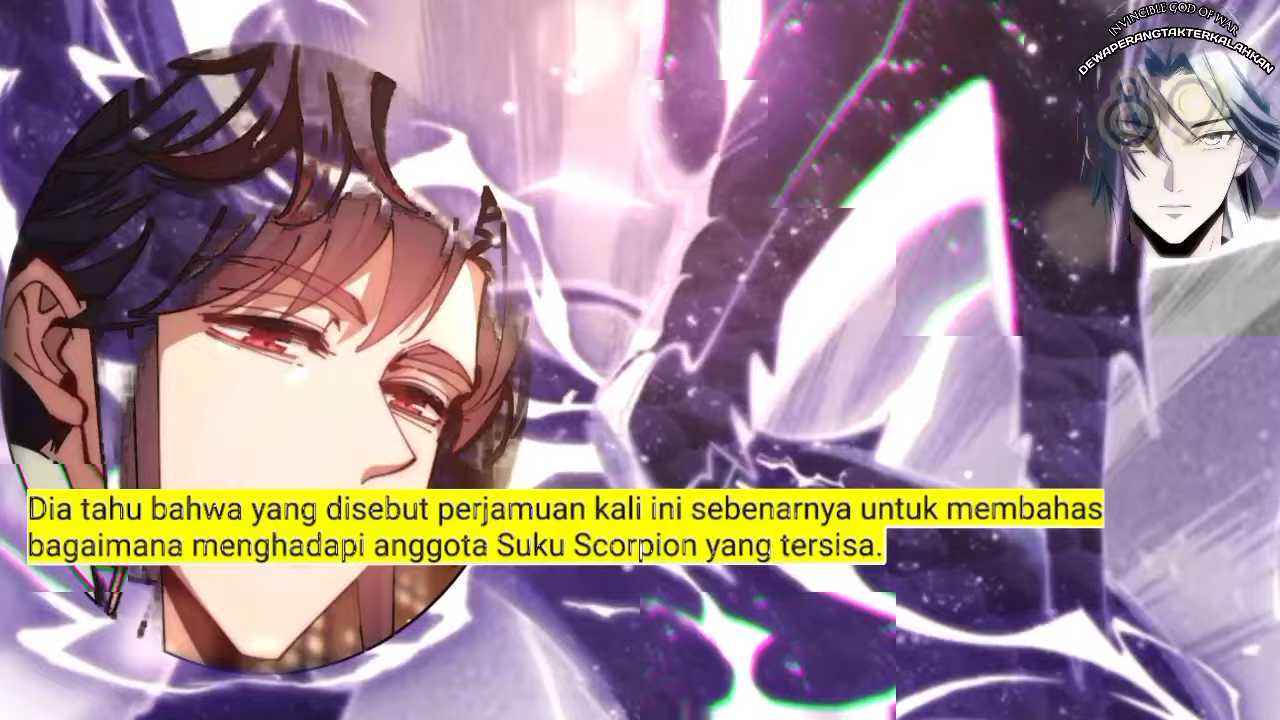 INVINCIBLE GOD OF WAR
DEWAPERANGTAKTERKALAHKAN
Dia tahu bahwa yang disebut perjamuan kali ini sebenarnya untuk membahas
bagaimana menghadapi anggota Suku Scorpion yang tersisa.